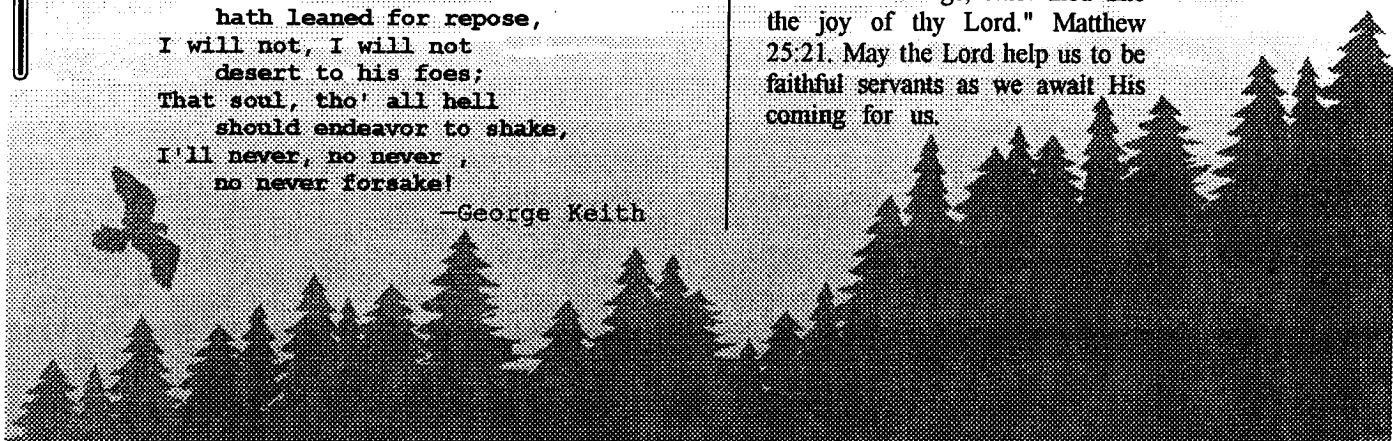 hath leaned for repose,
I will not, I will not
desert to his foes;
That soul, tho' all hell
should endeavor to shake,
I'll never, no never ,
no never forsake!
—George Keith
the joy of thy Lord." Matthew
25:21. May the Lord help us to be
faithful servants as we await His
coming for us.